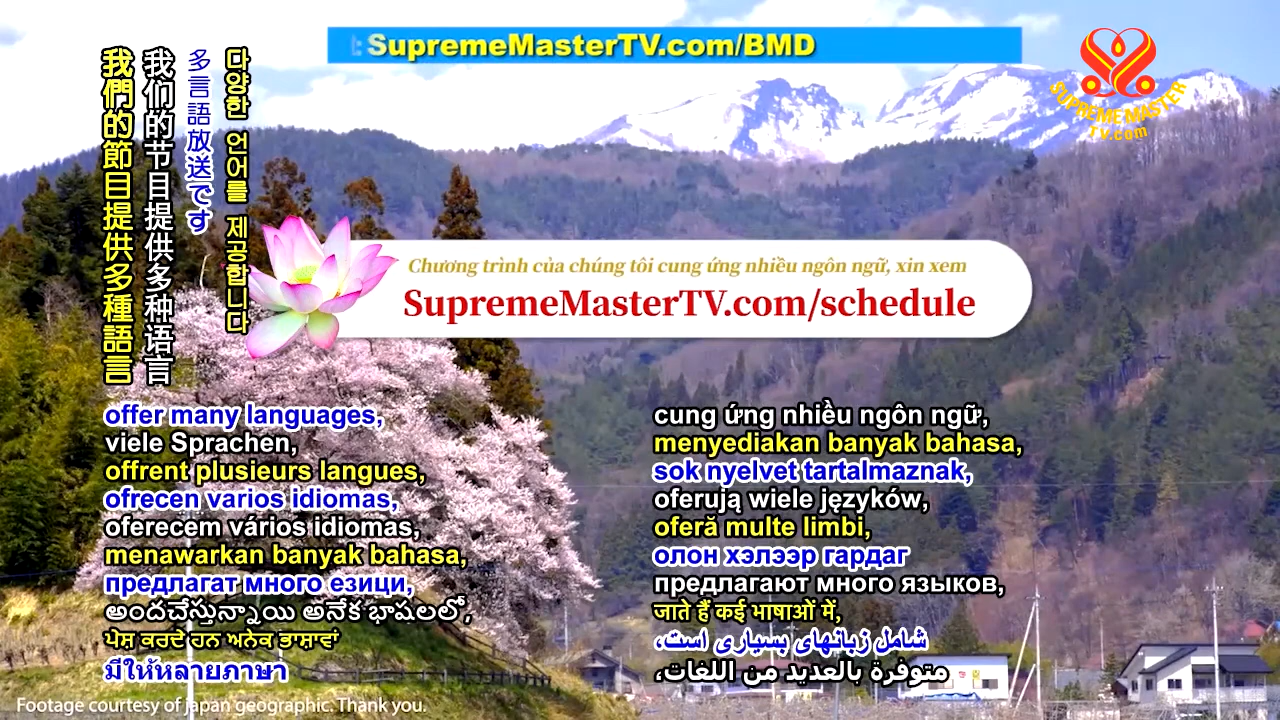 : SupremeMasterTV.com/BMD
SUPREME MASTER
TV.com
我們的節目提供多種語言
我们的节目提供多种语言
多言語放送です
다양한 언어를 제공합니다
Chương trình của chúng tôi cung ứng nhiều ngôn ngữ, xin xem
SupremeMasterTV.com/schedule
offer many languages,
viele Sprachen,
offrent plusieurs langues,
ofrecen varios idiomas,
oferecem vários idiomas,
menawarkan banyak bahasa,
предлагат много езици,
అందచేస్తున్నాయి అనేక భాషలలో,
ਪੇਸ਼ ਕਰਦੇ ਹਨ ਅਨੇਕ ਭਾਸ਼ਾਵਾਂ
มีให้หลายภาษา
cung ứng nhiều ngôn ngữ,
menyediakan banyak bahasa,
sok nyelvet tartalmaznak,
oferują wiele języków,
oferă multe limbi,
олон хэлээр гардаг
предлагают много языков,
जाते हैं कई भाषाओं में,
شامل زبانهای بسیاری است،
متوفرة بالعديد من اللغات،
Footage courtesy of japan geographic. Thank you.